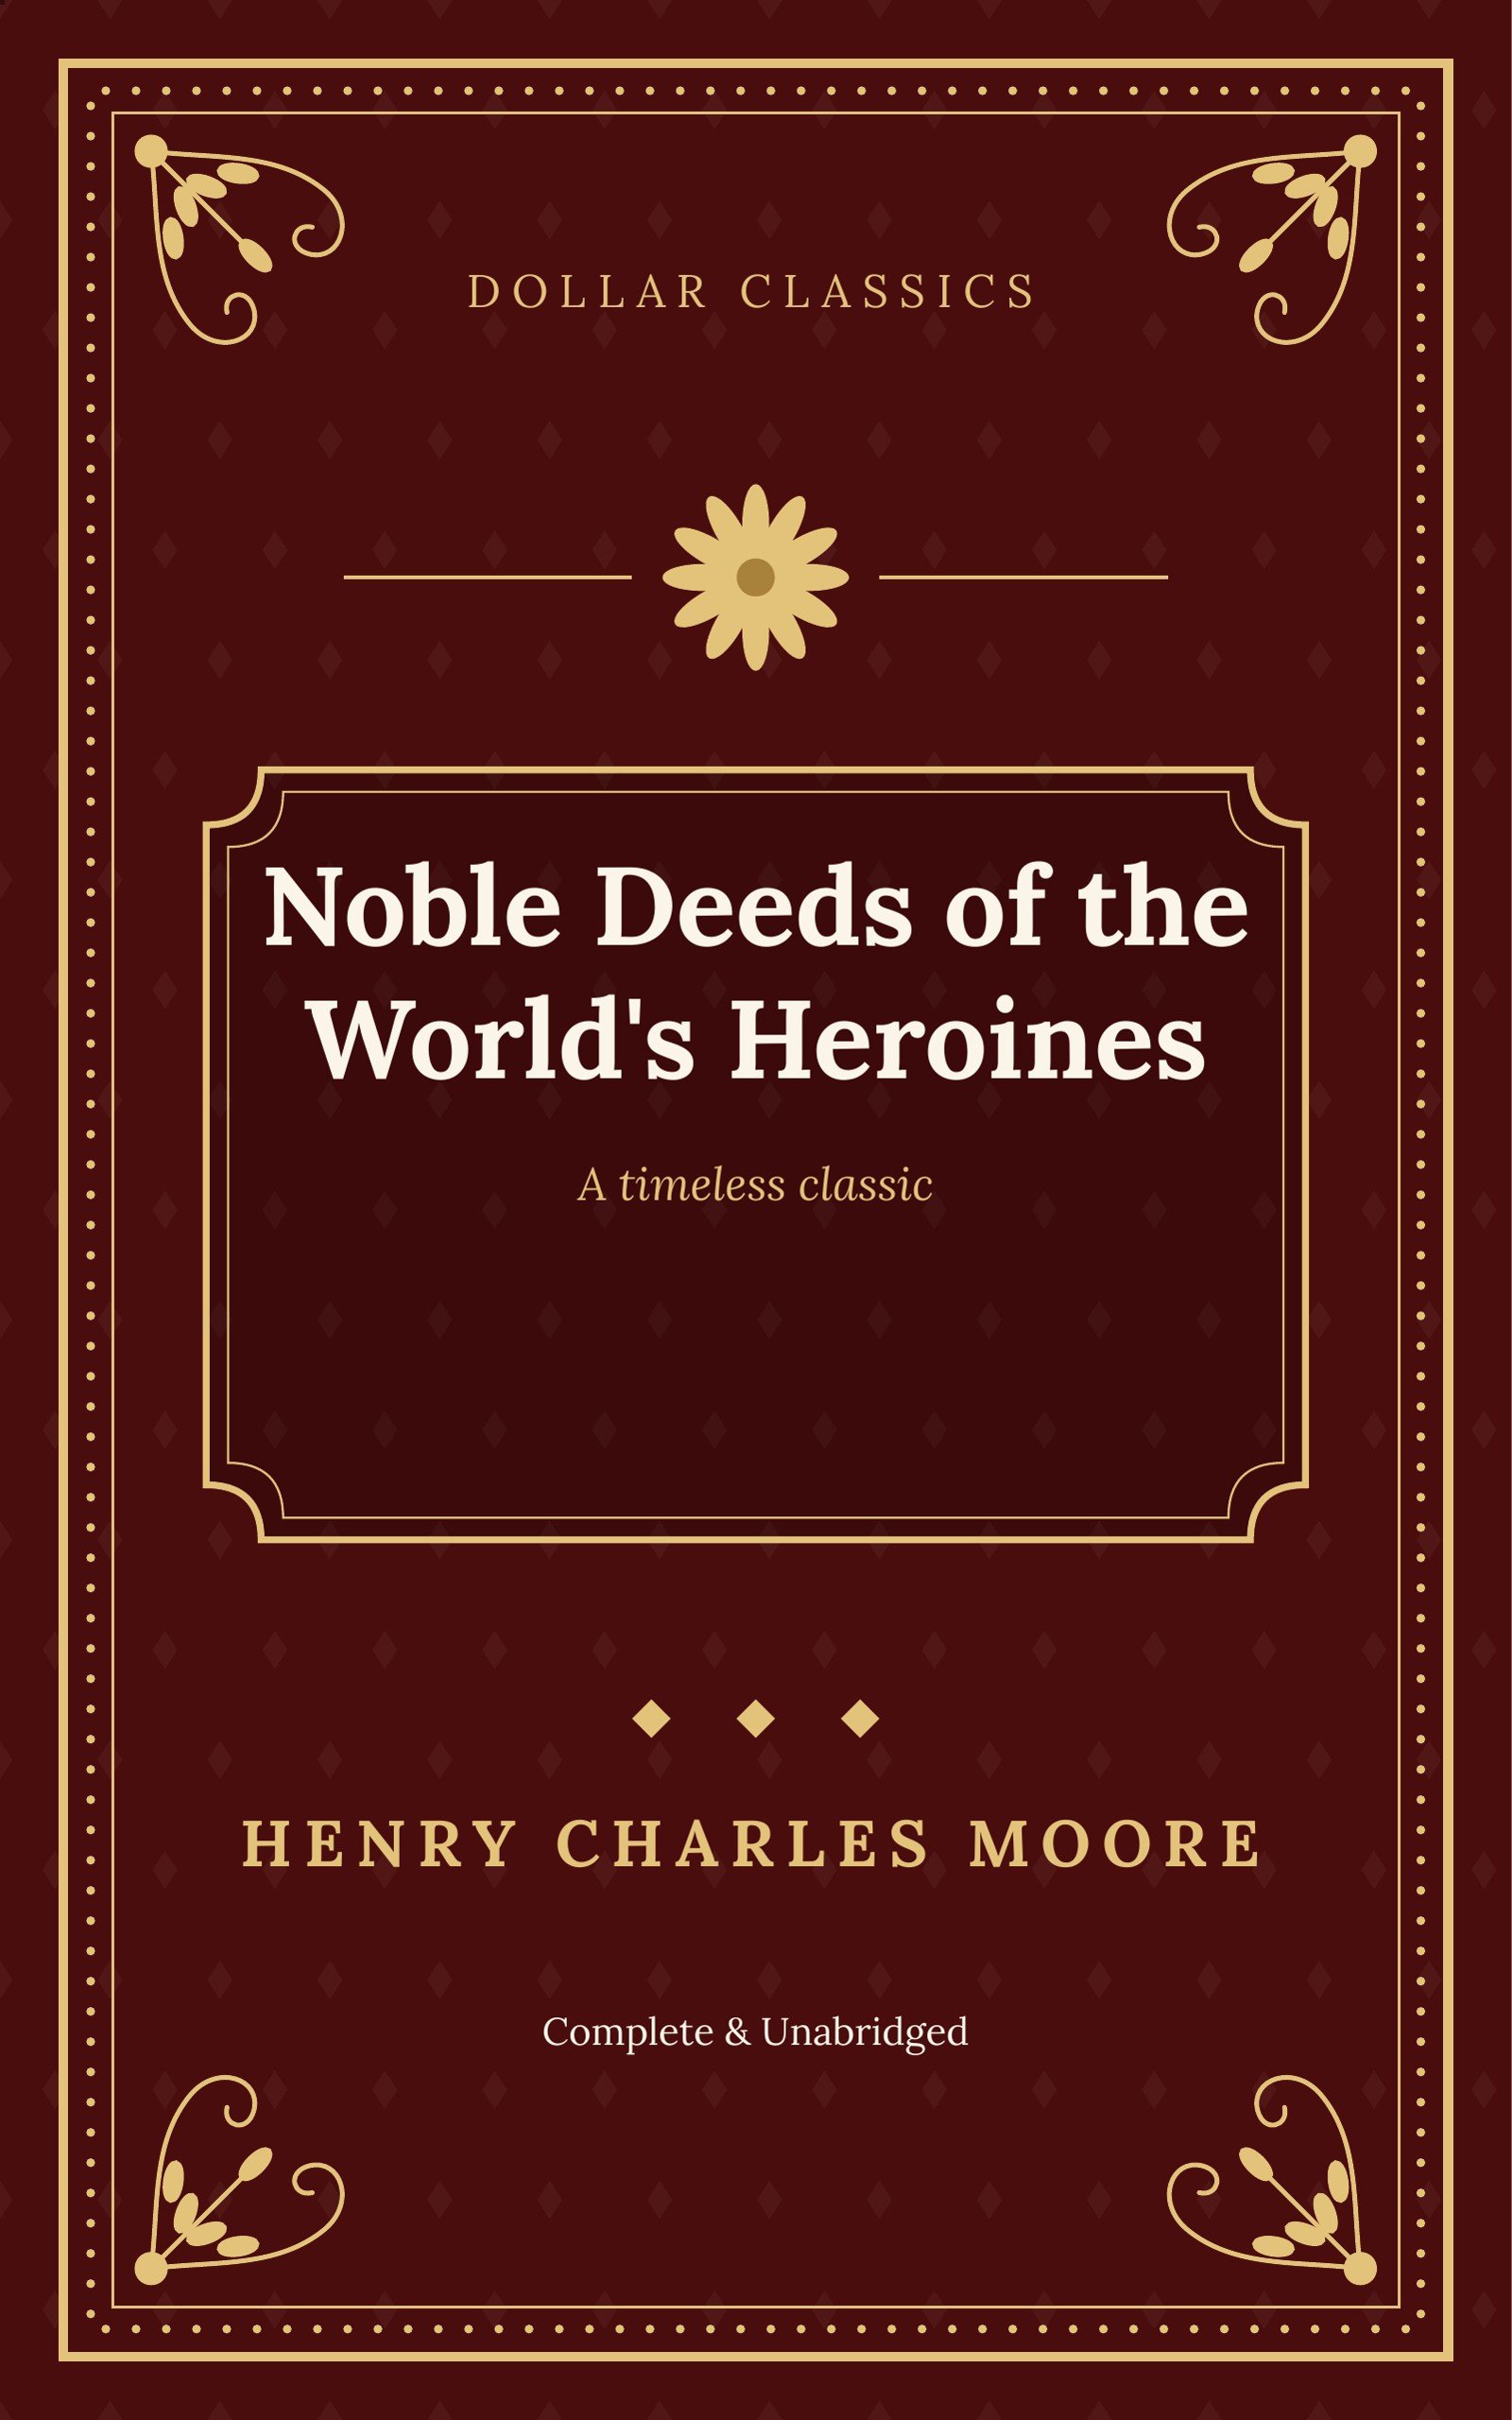 DOLLAR CLASSICS
Noble Deeds of the
World's Heroines
A timeless classic
HENRY CHARLES MOORE
Complete & Unabridged